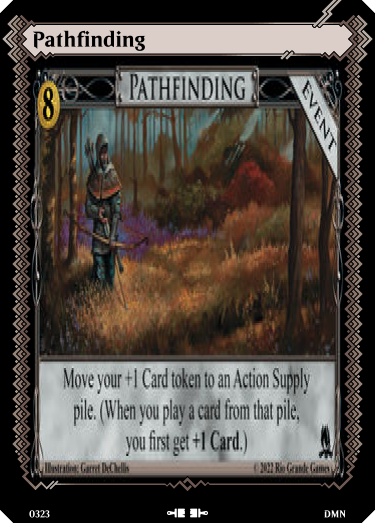 Pathfinding
PATHFINDING
8
EVENT
Move your +1 Card token to an Action Supply
pile. (When you play a card from that pile,
you first get +1 Card.)
Illustration: Garret DeChellis © 2022 Rio Grande Games
0323 DMN